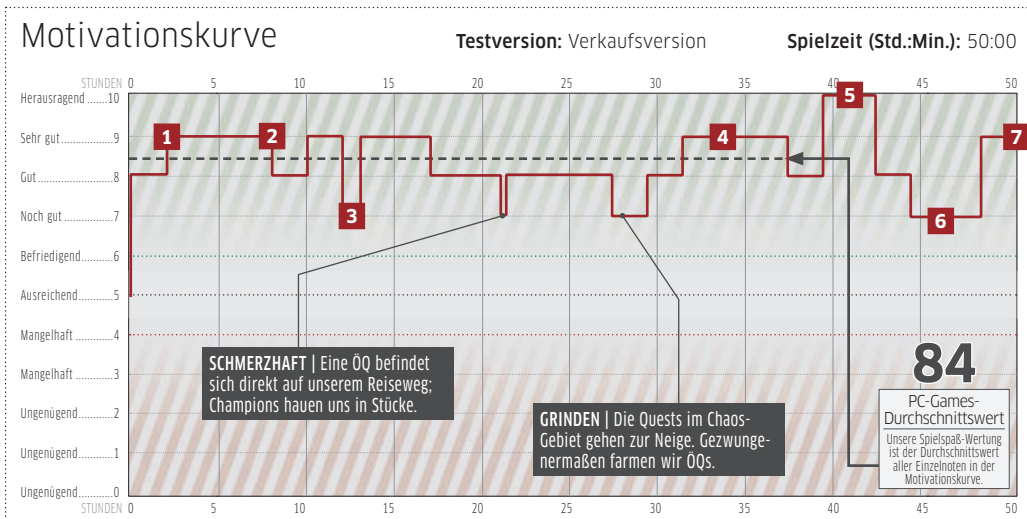 Motivationskurve
Testversion: Verkaufsversion
Spielzeit (Std.:Min.): 50:00
STUNDEN 0 5 10 15 20 25 30 35 40 45 50
Herausragend ......10
Sehr gut ..............9
Gut ......................8
Noch gut ..............7
Befriedigend........6
Ausreichend.........5
Mangelhaft ..........4
Mangelhaft ..........3
Ungenügend ........2
Ungenügend ........1
Ungenügend ........0
STUNDEN 0 5 10 15 20 25 30 35 40 45 50
1
2
3
4
5
6
7
SCHMERZHAFT | Eine ÖQ befindet
sich direkt auf unserem Reiseweg;
Champions hauen uns in Stücke.
GRINDEN | Die Quests im Chaos-
Gebiet gehen zur Neige. Gezwunge-
nermaßen farmen wir ÖQs.
84
PC-Games-
Durchschnittswert
Unsere Spielspaß-Wertung
ist der Durchschnittswert
aller Einzelnoten in der
Motivationskurve.